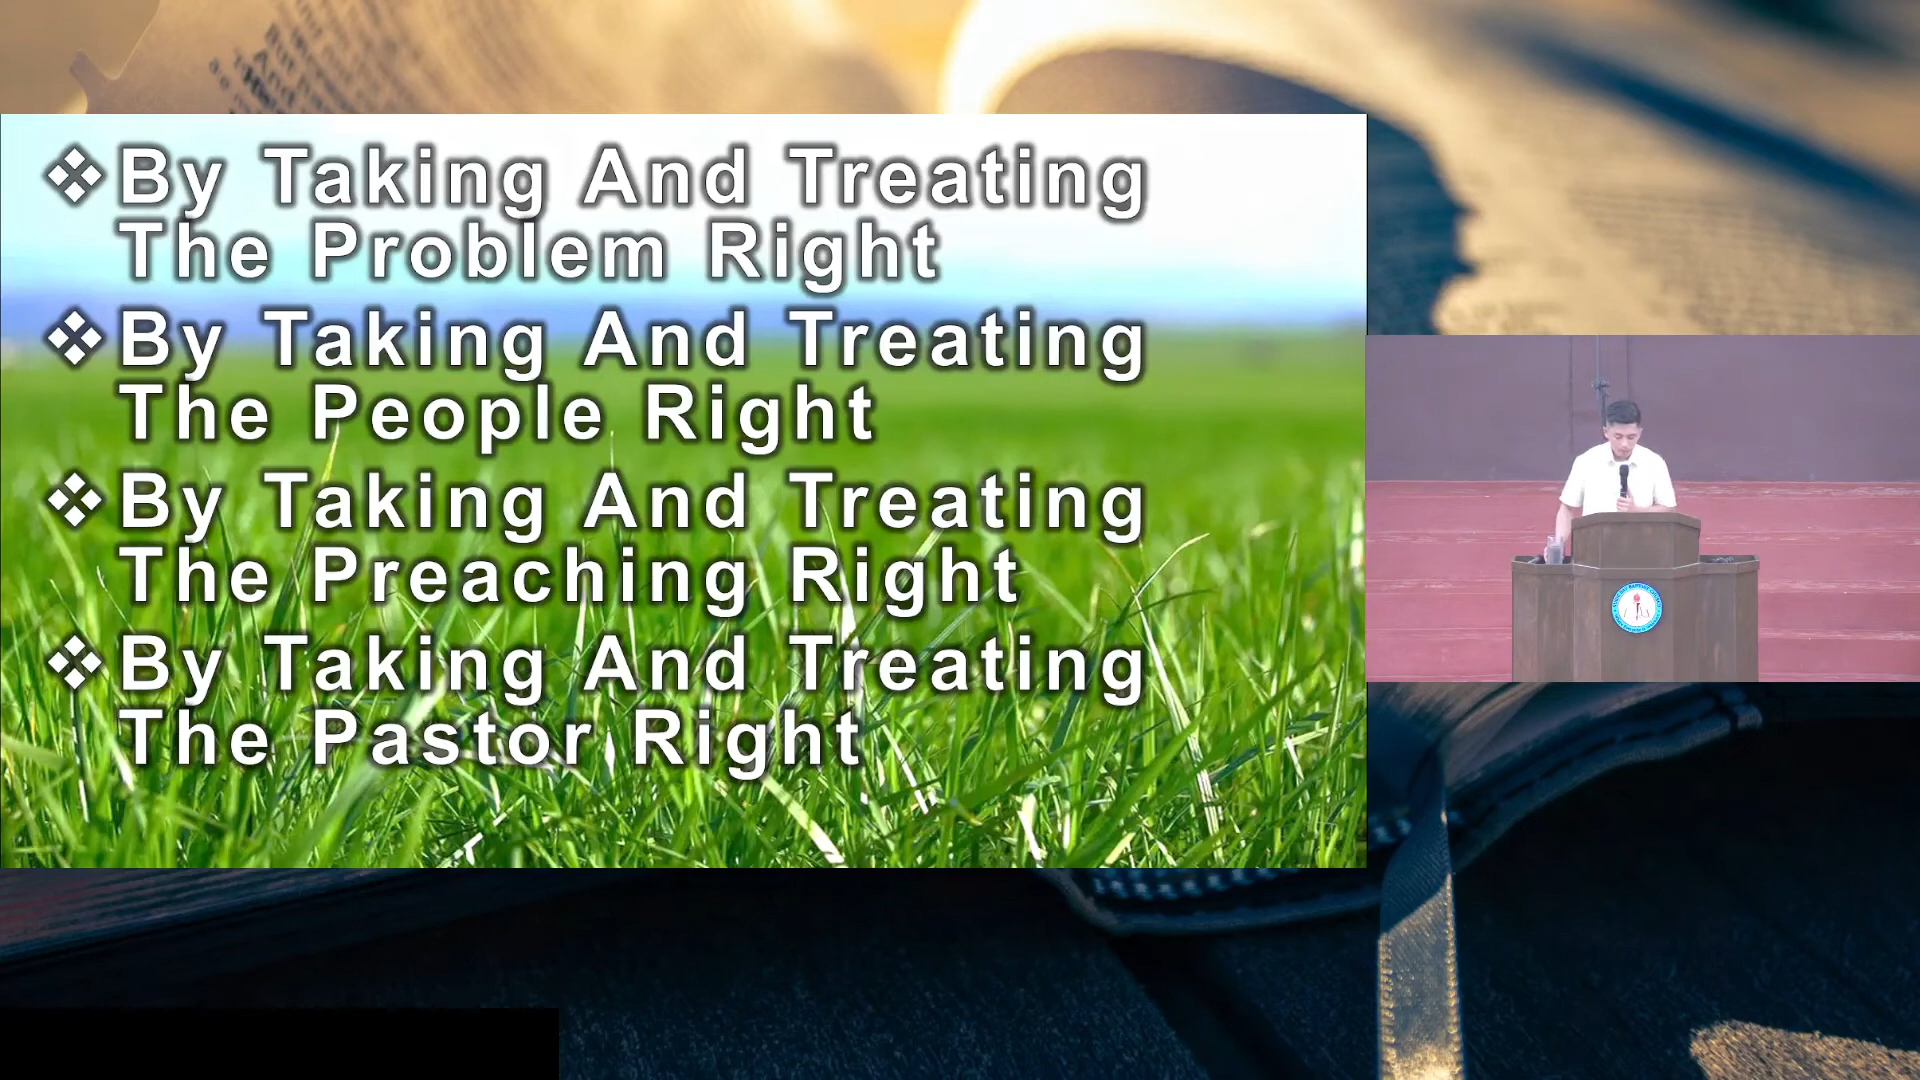 ❖By Taking And Treating
The Problem Right
❖By Taking And Treating
The People Right
❖By Taking And Treating
The Preaching Right
❖By Taking And Treating
The Pastor Right